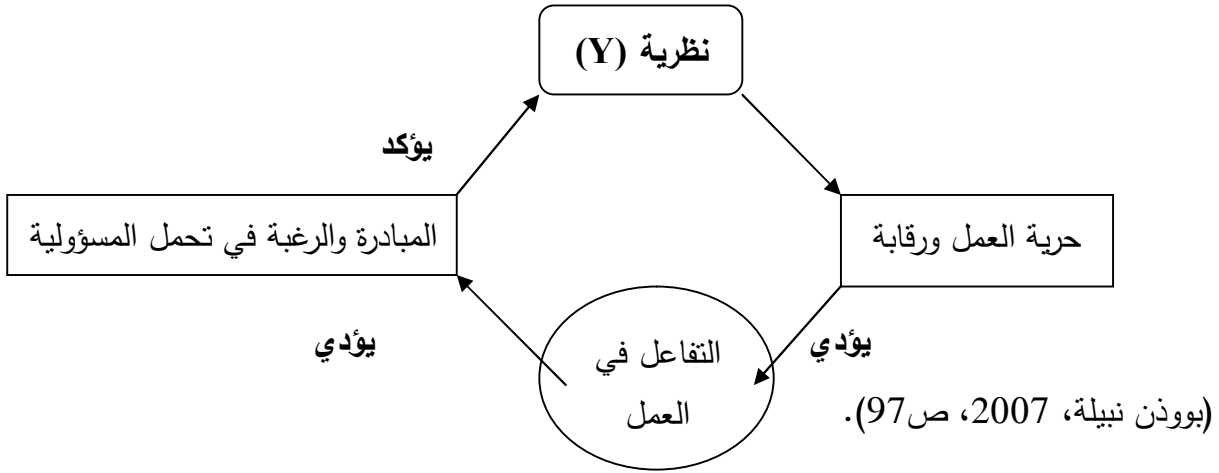 نظرية (Y)
يؤكد
حرية العمل ورقابة
المبادرة والرغبة في تحمل المسؤولية
يؤدي
التفاعل في
العمل
يؤدي
(بووذن نبيلة، 2007، ص97).